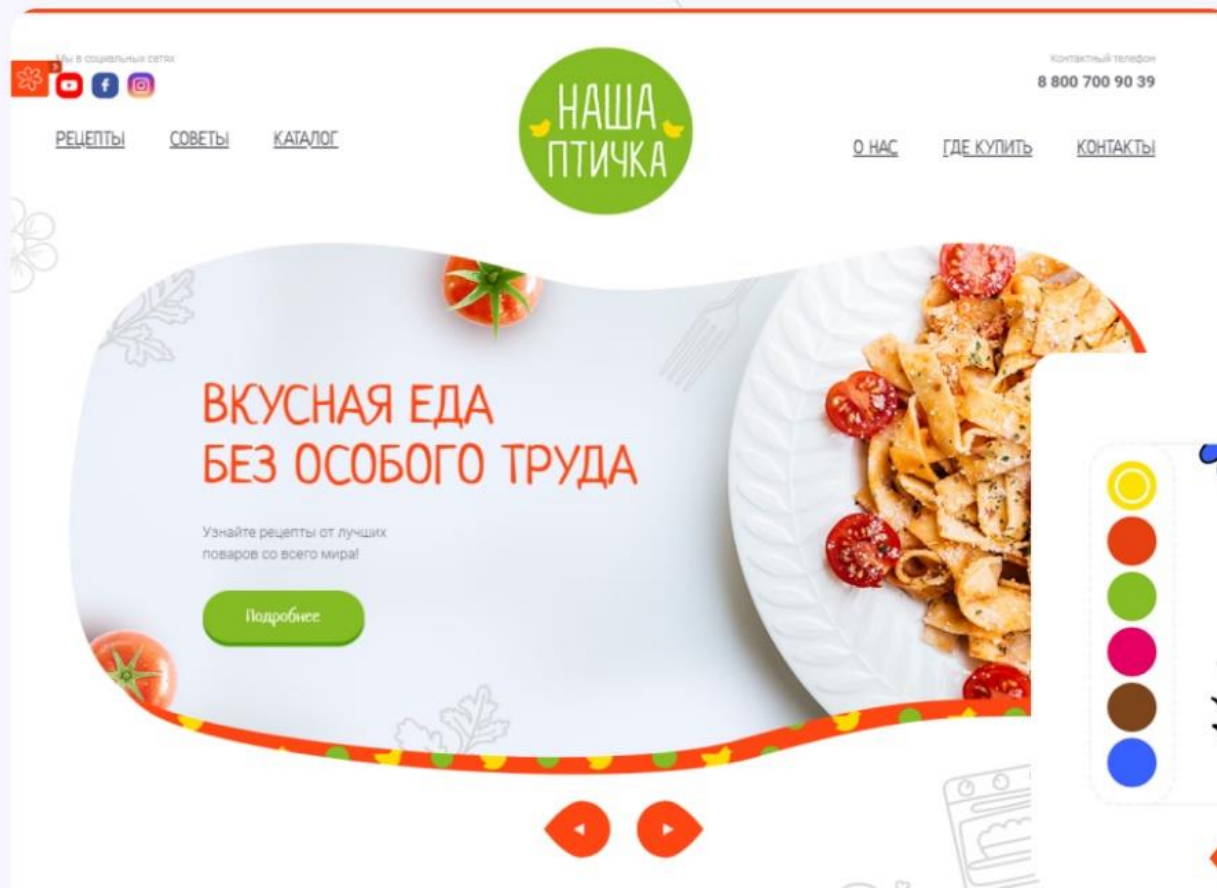 Мы в социальных сетях
Контактный телефон
8 800 700 90 39
НАША
ПТИЧКА
РЕЦЕПТЫ СОВЕТЫ КАТАЛОГ
О НАС ГДЕ КУПИТЬ КОНТАКТЫ
ВКУСНАЯ ЕДА
БЕЗ ОСОБОГО ТРУДА
Узнайте рецепты от лучших
поваров со всего мира!
Подробнее